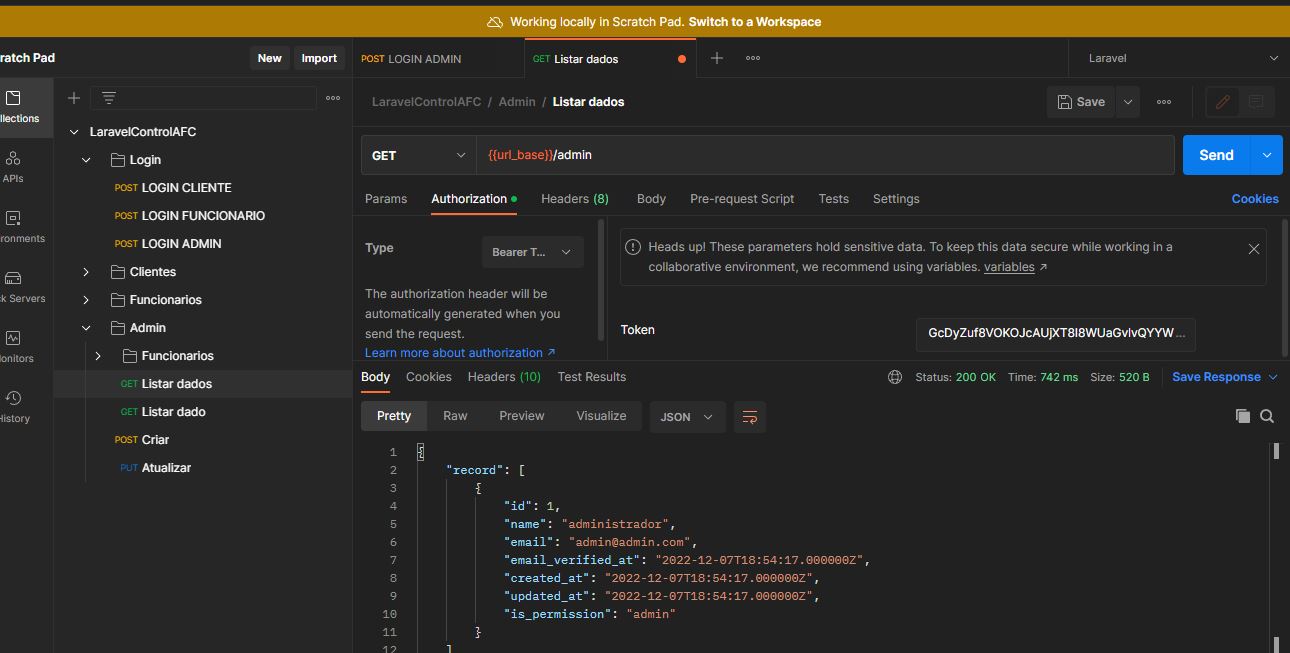 Working locally in Scratch Pad. Switch to a Workspace
ratch Pad
New
Import
POST LOGIN ADMIN
GET Listar dados
Laravel
llections
APIs
ronments
k Servers
onitors
History
LaravelControlAFC
Login
POST LOGIN CLIENTE
POST LOGIN FUNCIONARIO
POST LOGIN ADMIN
Clientes
Funcionarios
Admin
Funcionarios
GET Listar dados
GET Listar dado
POST Criar
PUT Atualizar
LaravelControlAFC / Admin / Listar dados
Save
GET
{{url_base}}/admin
Send
Params
Authorization
Headers (8)
Body
Pre-request Script
Tests
Settings
Cookies
Type
Bearer T...
The authorization header will be
automatically generated when you
send the request.
Learn more about authorization ↗
Heads up! These parameters hold sensitive data. To keep this data secure while working in a
collaborative environment, we recommend using variables. variables ↗
Token
GcDyZuf8VOKOJcAUjXT8I8WUaGvIvQYYW...
Body
Cookies
Headers (10)
Test Results
Status: 200 OK
Time: 742 ms
Size: 520 B
Save Response
Pretty
Raw
Preview
Visualize
JSON
1 {
2 "record": [
3 {
4 "id": 1,
5 "name": "administrador",
6 "email": "admin@admin.com",
7 "email_verified_at": "2022-12-07T18:54:17.000000Z",
8 "created_at": "2022-12-07T18:54:17.000000Z",
9 "updated_at": "2022-12-07T18:54:17.000000Z",
10 "is_permission": "admin"
11 }
12 ]